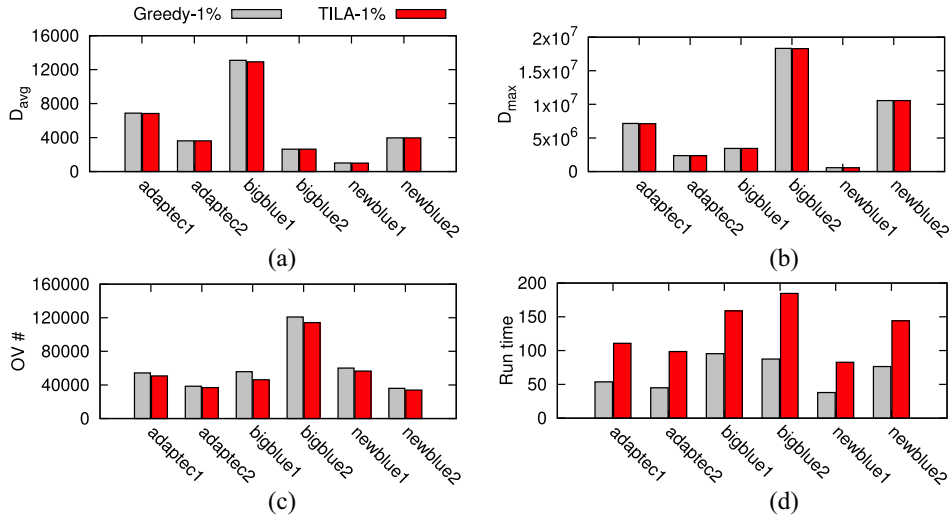 Greedy-1% TILA-1%
16000
12000
8000
4000
0
D_avg
adaptec1 adaptec2 bigblue1 bigblue2 newblue1 newblue2
(a)
2x10^7
1.5x10^7
1x10^7
5x10^6
0
D_max
adaptec1 adaptec2 bigblue1 bigblue2 newblue1 newblue2
(b)
160000
120000
80000
40000
0
OV #
adaptec1 adaptec2 bigblue1 bigblue2 newblue1 newblue2
(c)
200
150
100
50
0
Run time
adaptec1 adaptec2 bigblue1 bigblue2 newblue1 newblue2
(d)